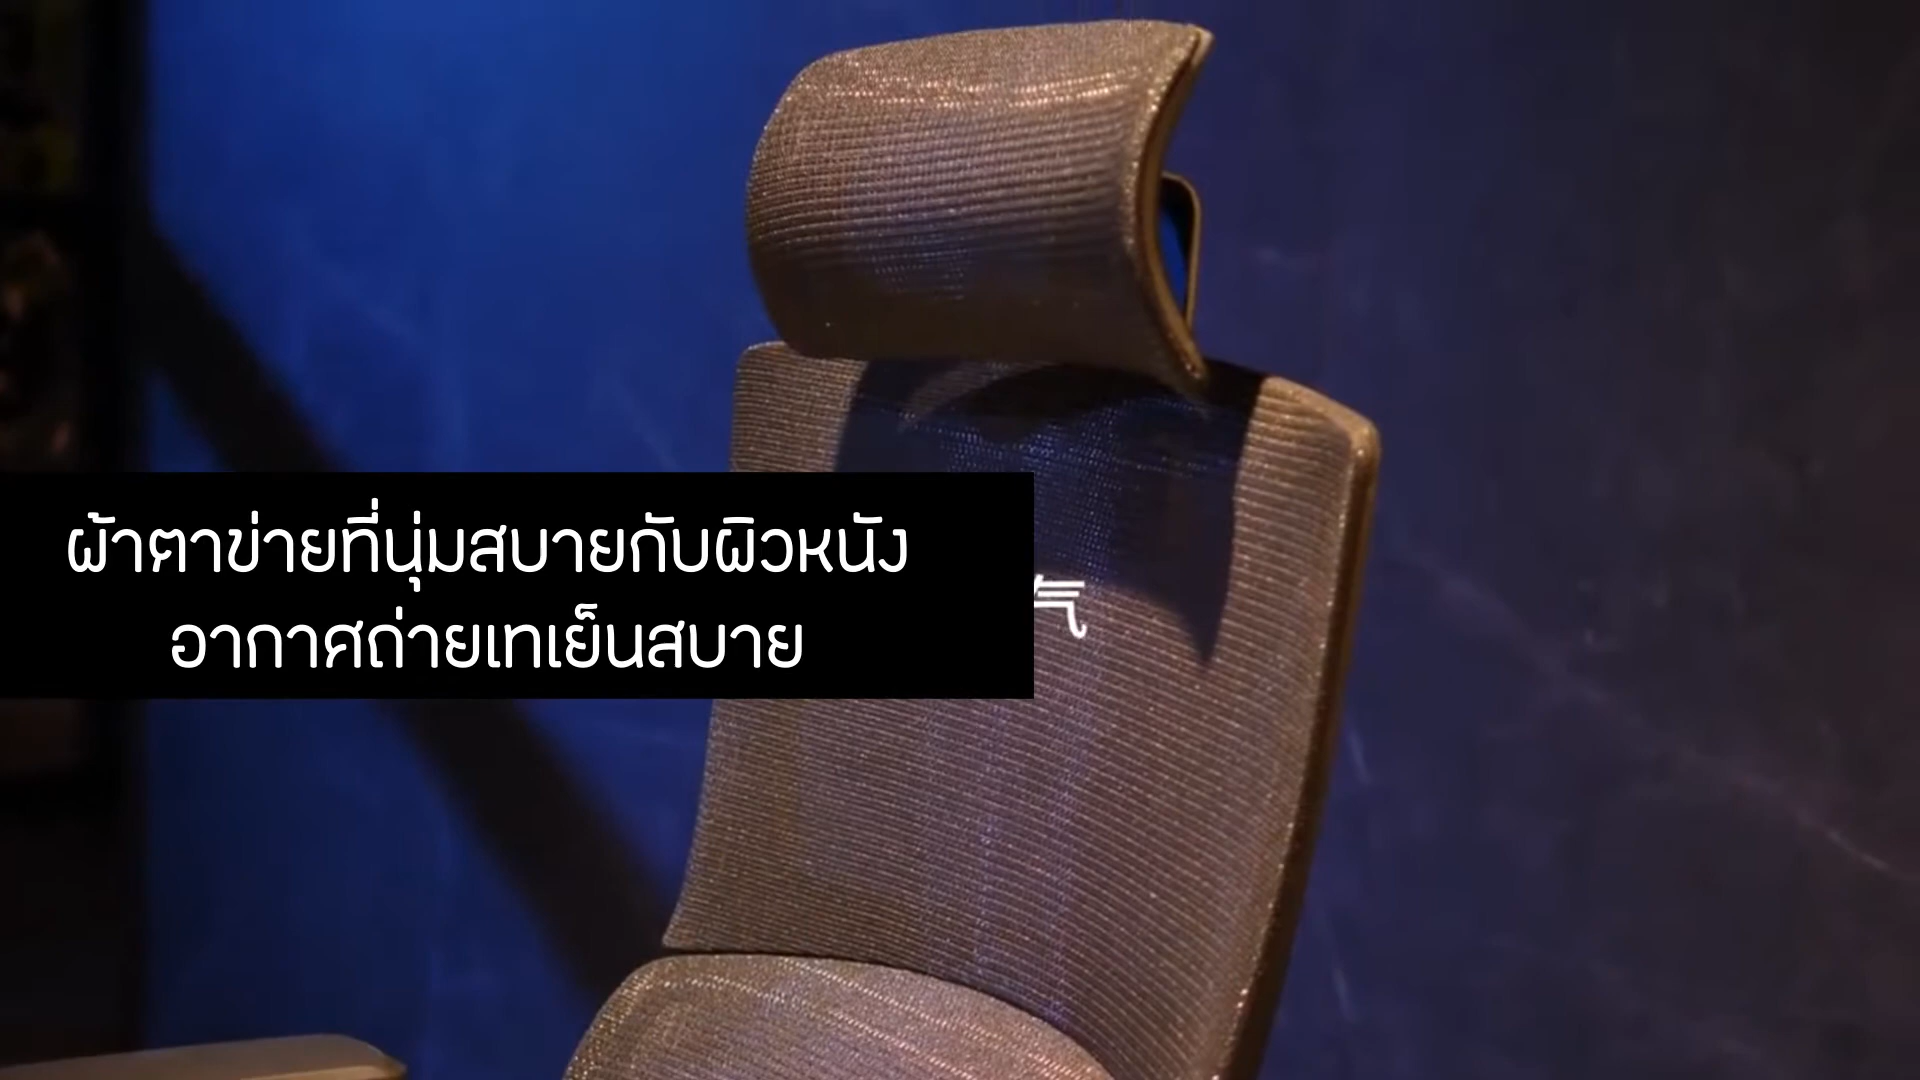 ผ้าตาข่ายที่นุ่มสบายกับผิวหนัง
อากาศถ่ายเทเย็นสบาย
气